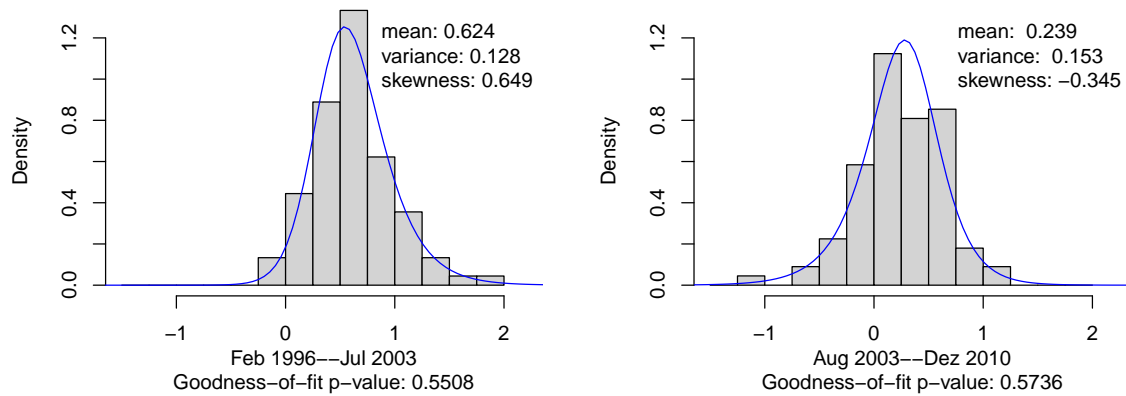 mean: 0.624
variance: 0.128
skewness: 0.649
Density
0.0
0.4
0.8
1.2
−1
0
1
2
Feb 1996−−Jul 2003
Goodness−of−fit p−value: 0.5508
mean: 0.239
variance: 0.153
skewness: −0.345
Density
0.0
0.4
0.8
1.2
−1
0
1
2
Aug 2003−−Dez 2010
Goodness−of−fit p−value: 0.5736